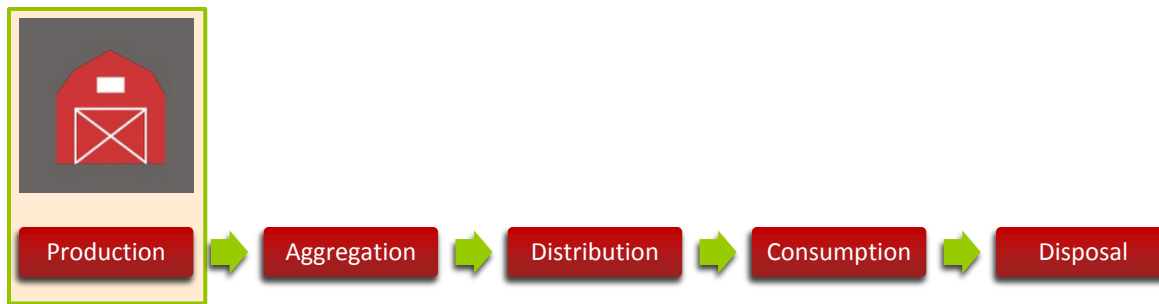 Production
Aggregation
Distribution
Consumption
Disposal